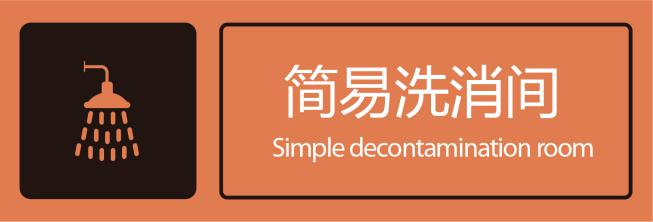 简易洗消间
Simple decontamination room